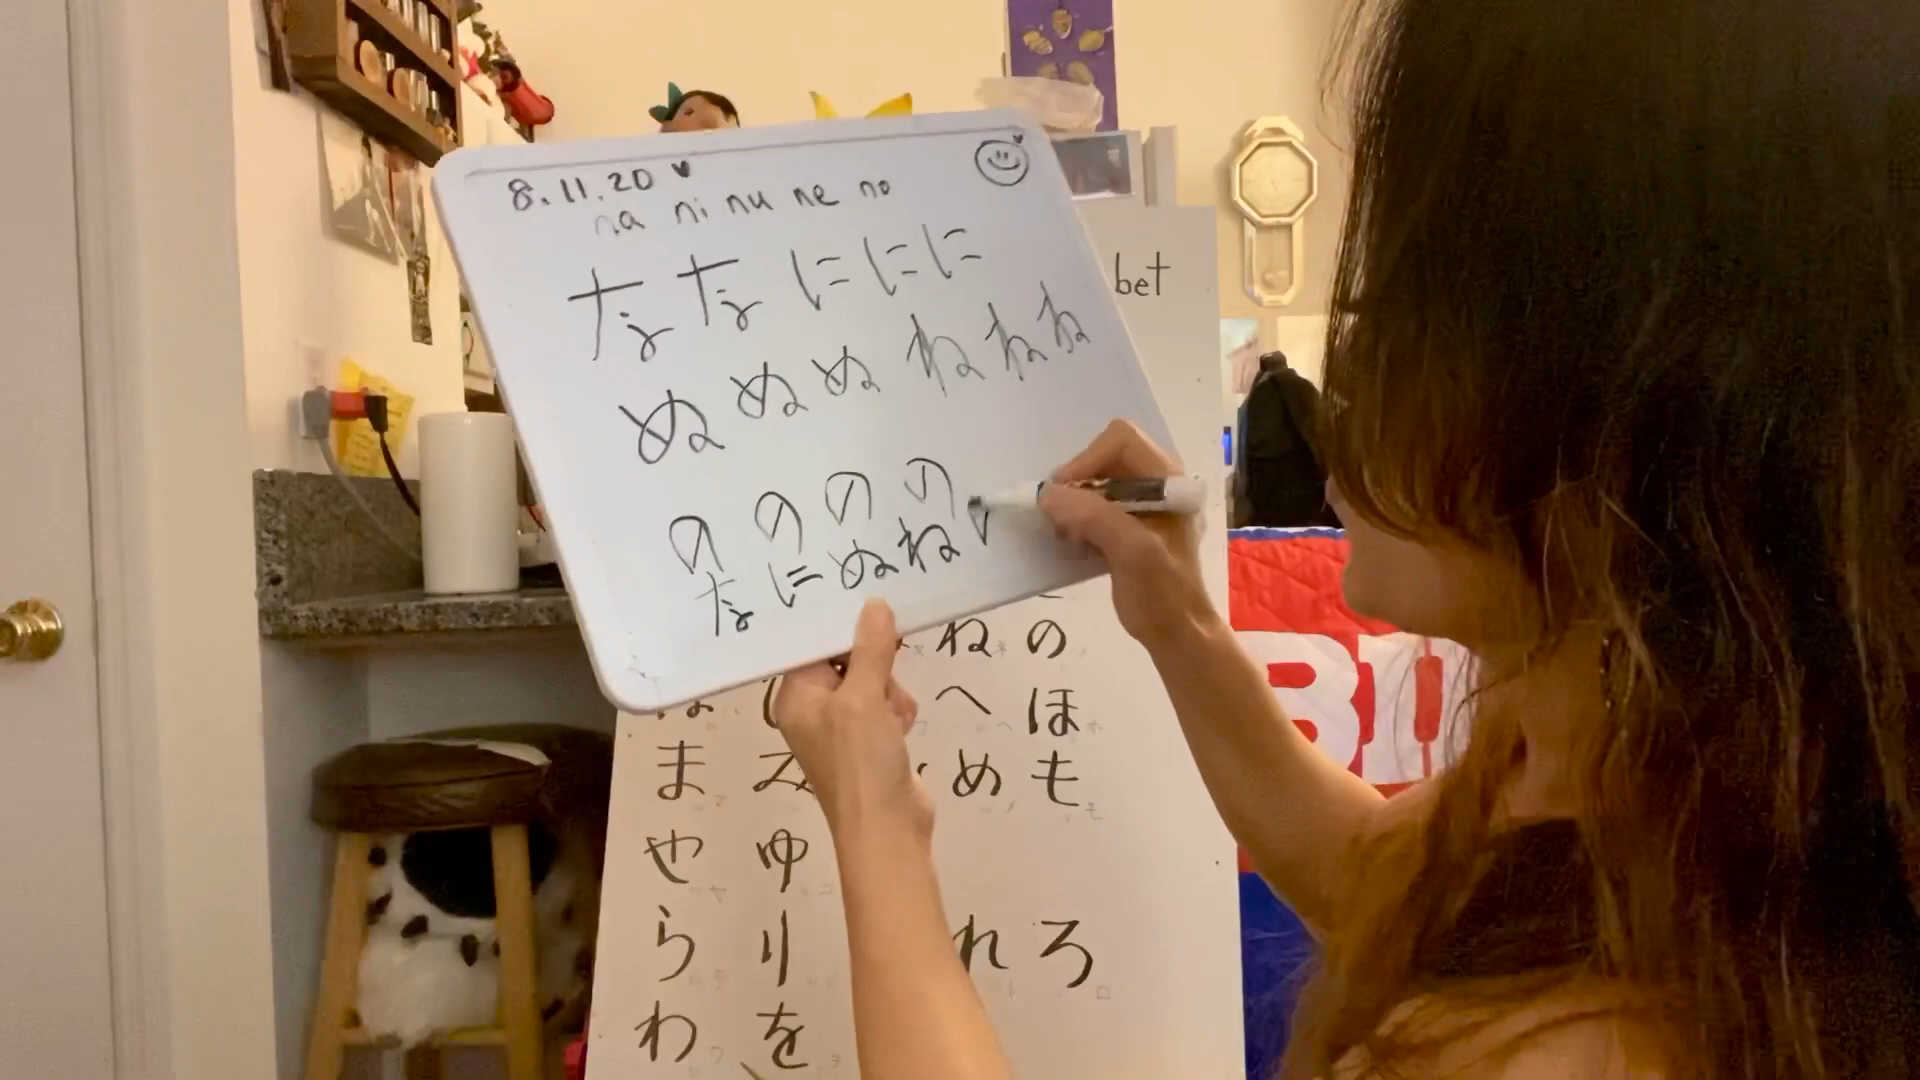 8.11.20
na ni nu ne no
な な に に に
ぬ ぬ ぬ ね ね ね
の の の の
な に ぬ ね
bet
ね の
へ ほ
ま み め も
や ゆ
ら り れ ろ
わ を